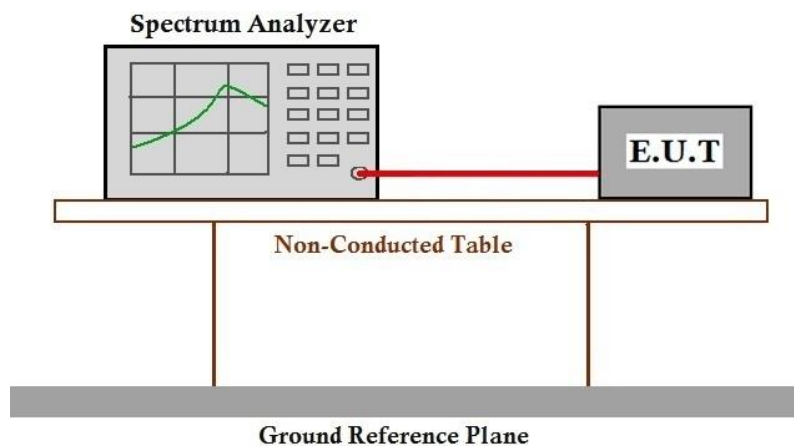 Spectrum Analyzer
E.U.T
Non-Conducted Table
Ground Reference Plane